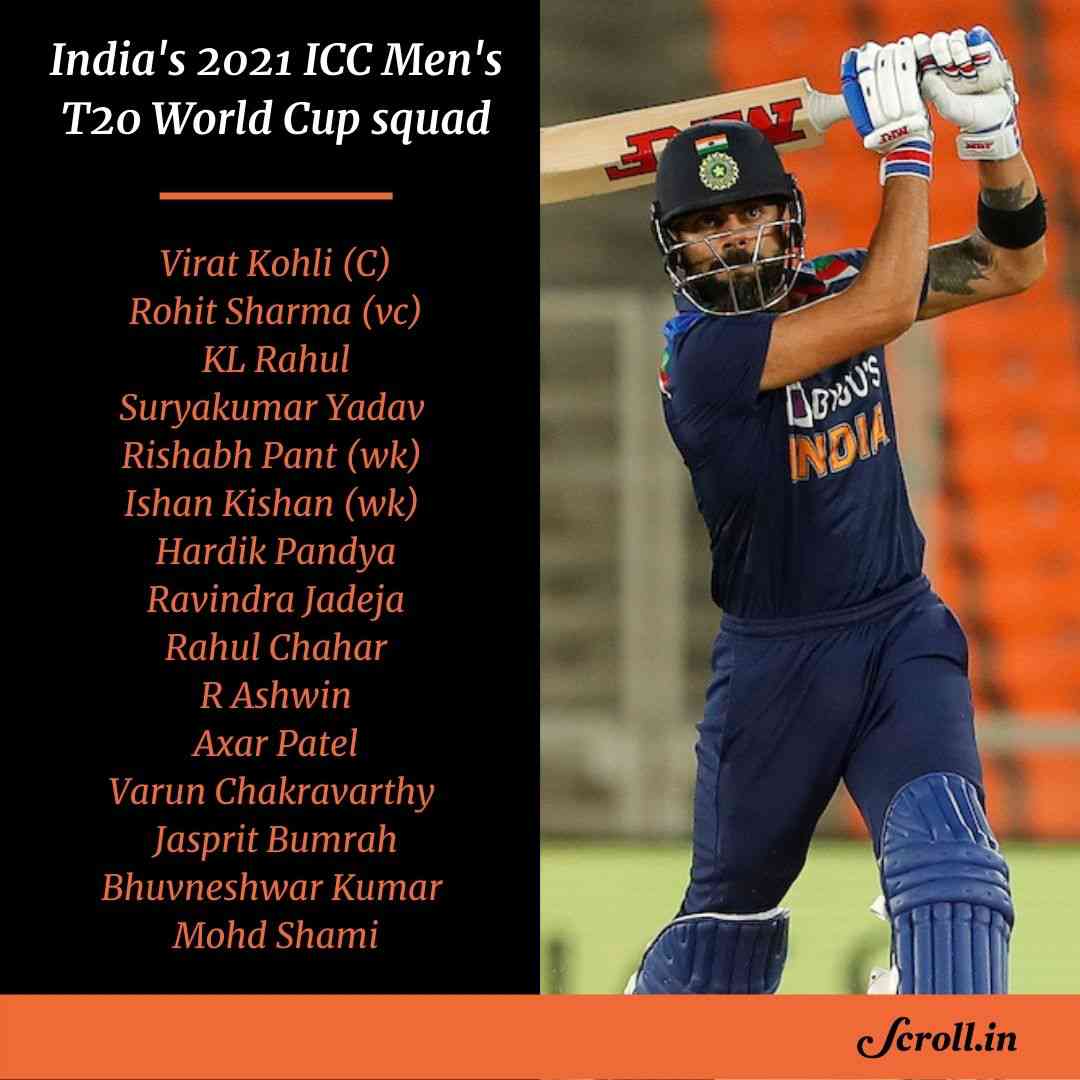 India's 2021 ICC Men's
T20 World Cup squad
Virat Kohli (C)
Rohit Sharma (vc)
KL Rahul
Suryakumar Yadav
Rishabh Pant (wk)
Ishan Kishan (wk)
Hardik Pandya
Ravindra Jadeja
Rahul Chahar
R Ashwin
Axar Patel
Varun Chakravarthy
Jasprit Bumrah
Bhuvneshwar Kumar
Mohd Shami
MRF
BYJU'S
INDIA
Scroll.in